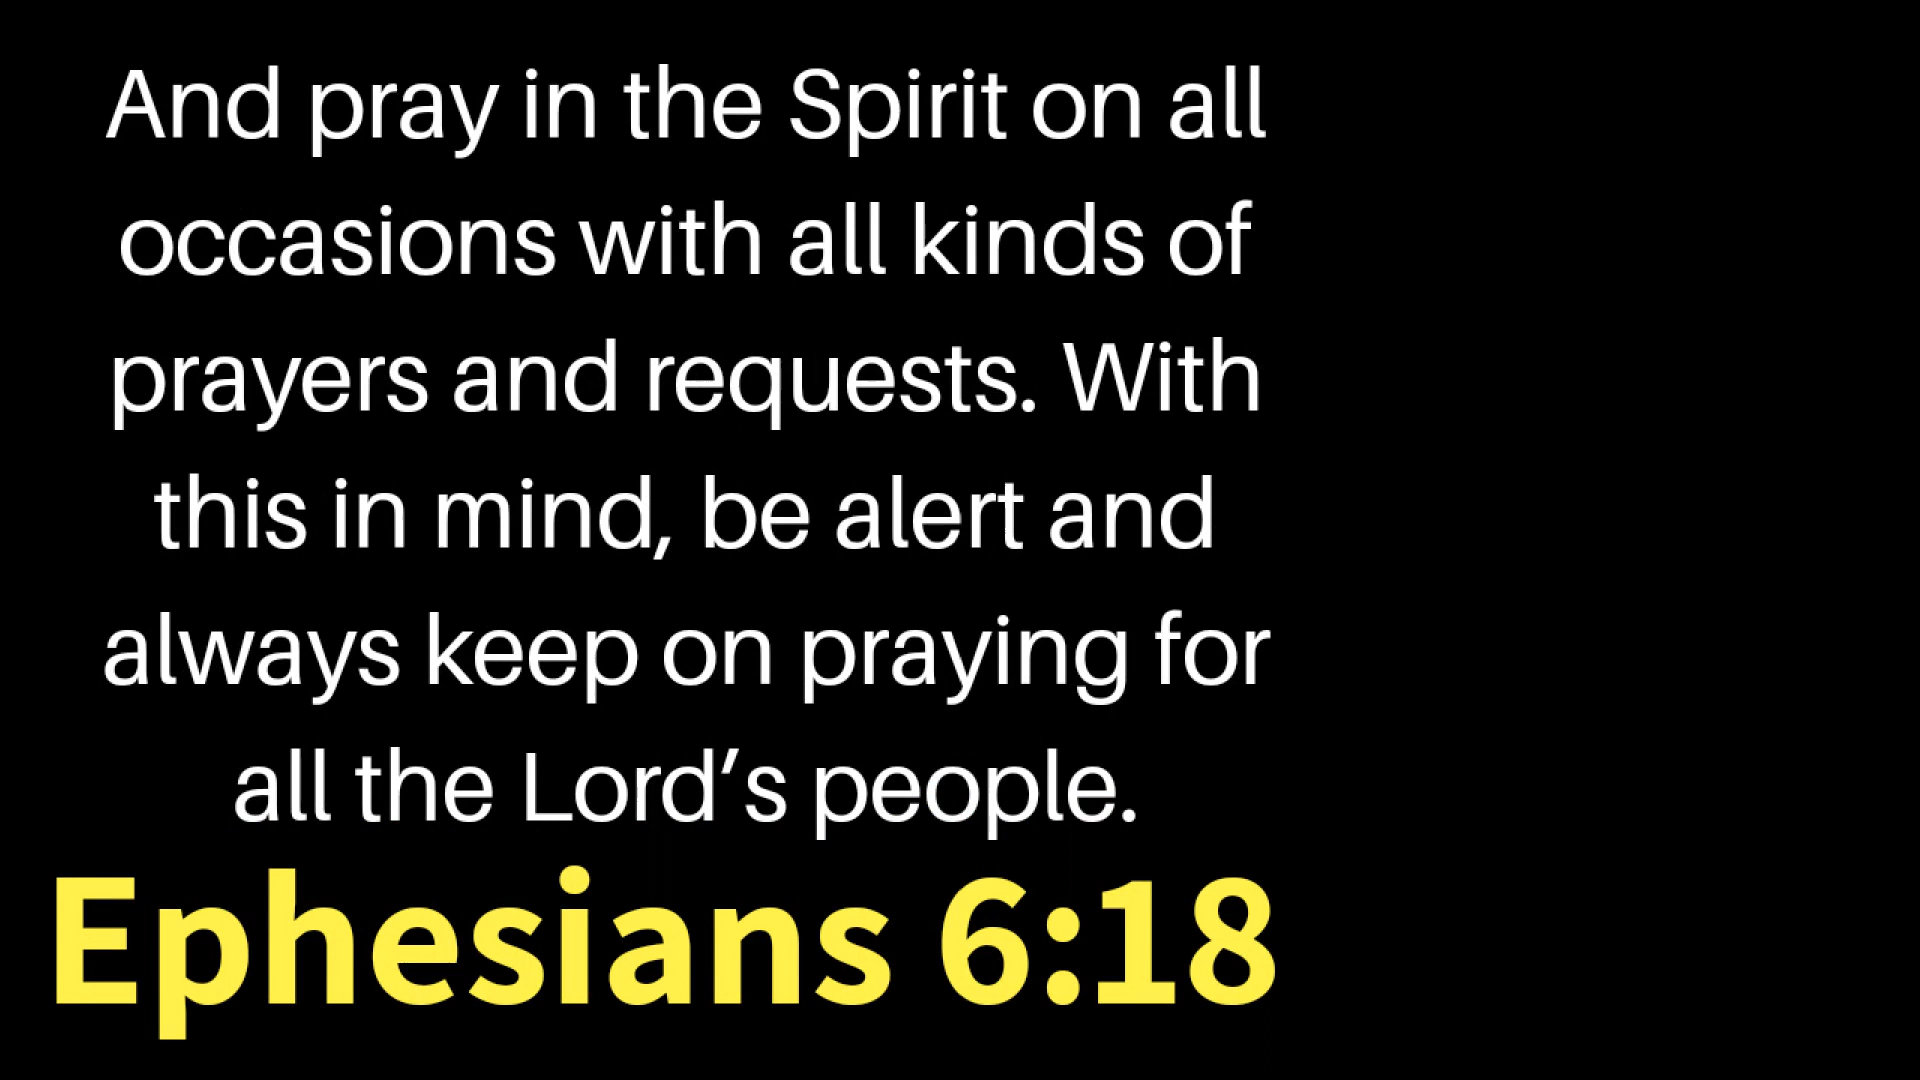 And pray in the Spirit on all
occasions with all kinds of
prayers and requests. With
this in mind, be alert and
always keep on praying for
all the Lord’s people.
Ephesians 6:18